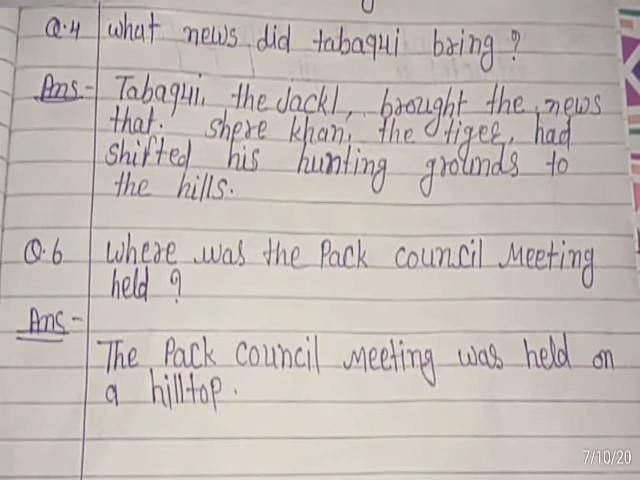 Q.4 What news did tabaqui bring?
Ans- Tabaqui, the Jackl, brought the news
that. Shere khan, the tiger, had
shifted his hunting grounds to
the hills.
Q.6 Where was the Pack council Meeting
held?
Ans-
The Pack council Meeting was held on
a hilltop.
7/10/20